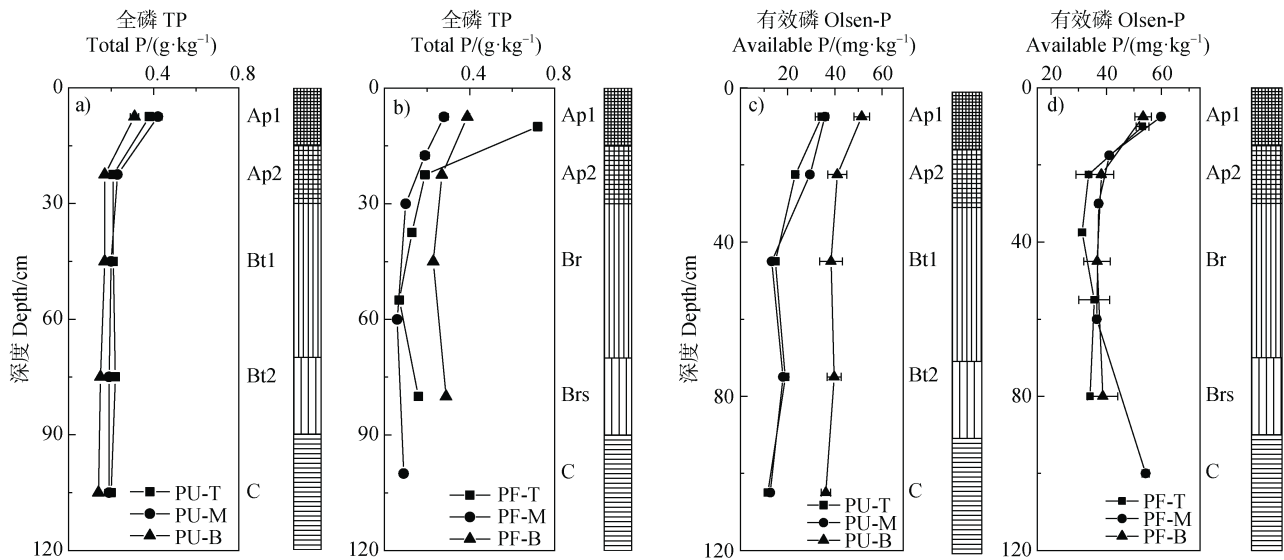 全磷 TP
Total P/(g·kg⁻¹)
0 0.4 0.8
a)
0
30
60
90
120
深度 Depth/cm
Ap1
Ap2
Bt1
Bt2
C
PU-T
PU-M
PU-B
全磷 TP
Total P/(g·kg⁻¹)
0 0.4 0.8
b)
0
30
60
90
120
Ap1
Ap2
Br
Brs
C
PF-T
PF-M
PF-B
有效磷 Olsen-P
Available P/(mg·kg⁻¹)
20 40 60
c)
0
40
80
120
深度 Depth/cm
Ap1
Ap2
Bt1
Bt2
C
PU-T
PU-M
PU-B
有效磷 Olsen-P
Available P/(mg·kg⁻¹)
20 40 60
d)
0
40
80
120
Ap1
Ap2
Br
Brs
C
PF-T
PF-M
PF-B